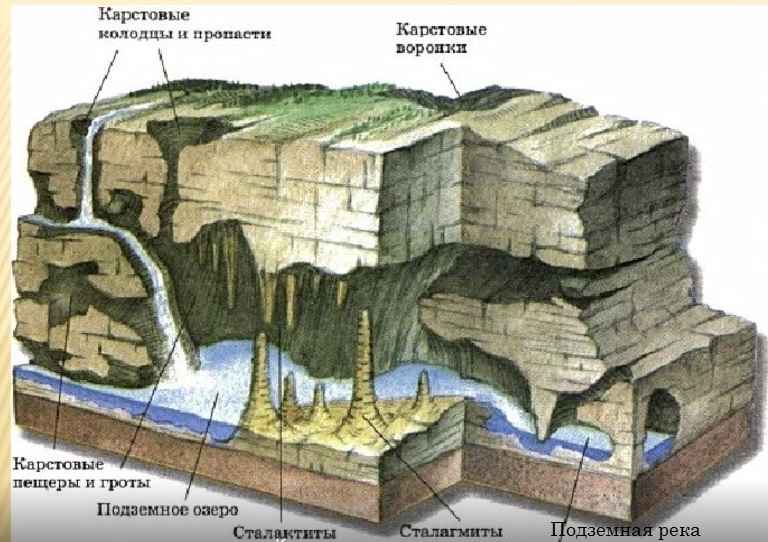 Карстовые
колодцы и пропасти
Карстовые
воронки
Карстовые
пещеры и гроты
Подземное озеро
Сталактиты
Сталагмиты
Подземная река